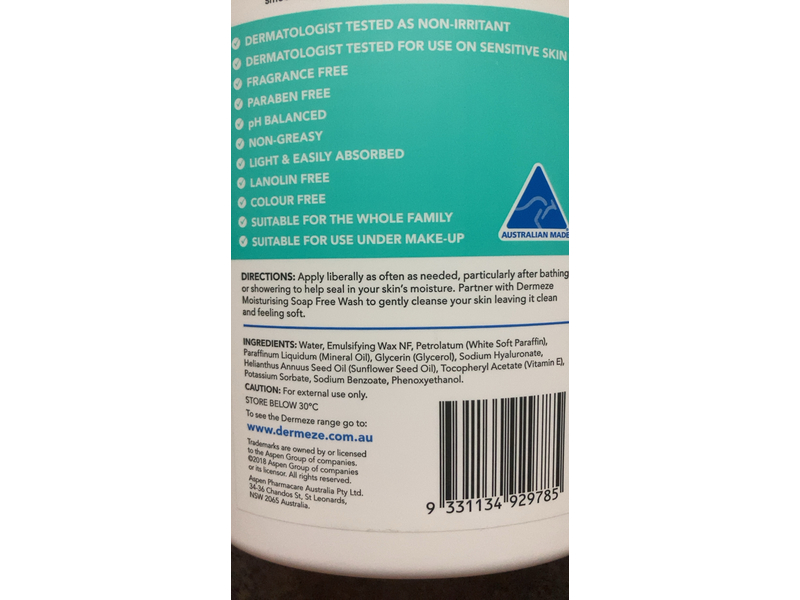 DERMATOLOGIST TESTED AS NON-IRRITANT
DERMATOLOGIST TESTED FOR USE ON SENSITIVE SKIN
FRAGRANCE FREE
PARABEN FREE
pH BALANCED
NON-GREASY
LIGHT & EASILY ABSORBED
LANOLIN FREE
COLOUR FREE
SUITABLE FOR THE WHOLE FAMILY
SUITABLE FOR USE UNDER MAKE-UP
AUSTRALIAN MADE
DIRECTIONS: Apply liberally as often as needed, particularly after bathing
or showering to help seal in your skin's moisture. Partner with Dermeze
Moisturising Soap Free Wash to gently cleanse your skin leaving it clean
and feeling soft.
INGREDIENTS: Water, Emulsifying Wax NF, Petrolatum (White Soft Paraffin),
Paraffinum Liquidum (Mineral Oil), Glycerin (Glycerol), Sodium Hyaluronate,
Helianthus Annuus Seed Oil (Sunflower Seed Oil), Tocopheryl Acetate (Vitamin E),
Potassium Sorbate, Sodium Benzoate, Phenoxyethanol.
CAUTION: For external use only.
STORE BELOW 30°C
To see the Dermeze range go to:
www.dermeze.com.au
Trademarks are owned by or licensed
to the Aspen Group of companies.
©2018 Aspen Group of companies
or its licensor. All rights reserved.
Aspen Pharmacare Australia Pty Ltd.
34-36 Chandos St, St Leonards,
NSW 2065 Australia.
9 331134 929785